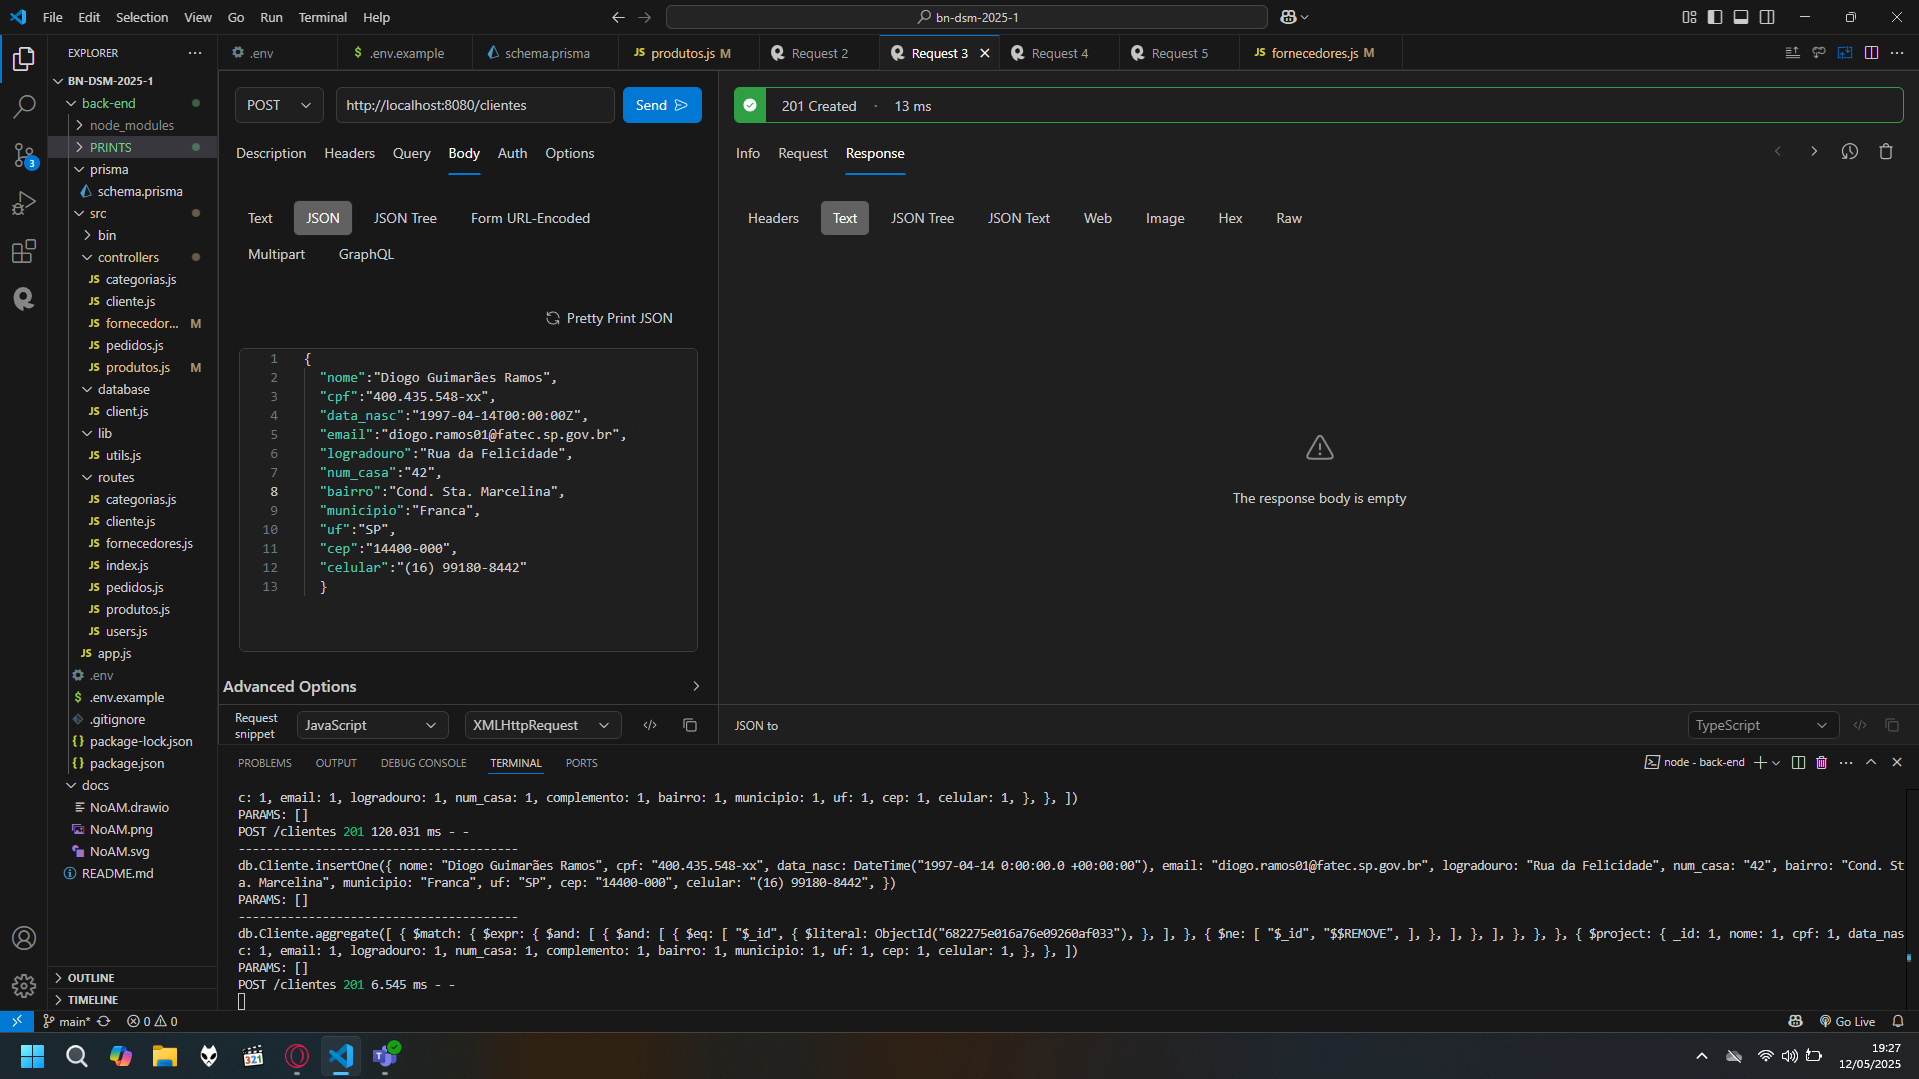 File Edit Selection View Go Run Terminal Help
bn-dsm-2025-1
EXPLORER
.env
.env.example
schema.prisma
produtos.js M
Request 2
Request 3
Request 4
Request 5
fornecedores.js M
BN-DSM-2025-1
back-end
node_modules
PRINTS
prisma
schema.prisma
src
bin
controllers
categorias.js
cliente.js
fornecedor... M
pedidos.js
produtos.js M
database
client.js
lib
utils.js
routes
categorias.js
cliente.js
fornecedores.js
index.js
pedidos.js
produtos.js
users.js
app.js
.env
.env.example
.gitignore
package-lock.json
package.json
docs
NoAM.drawio
NoAM.png
NoAM.svg
README.md
OUTLINE
TIMELINE
3
POST
http://localhost:8080/clientes
Send
Description Headers Query Body Auth Options
Text JSON JSON Tree Form URL-Encoded
Multipart GraphQL
Pretty Print JSON
1 {
2 "nome":"Diogo Guimarães Ramos",
3 "cpf":"400.435.548-xx",
4 "data_nasc":"1997-04-14T00:00:00Z",
5 "email":"diogo.ramos01@fatec.sp.gov.br",
6 "logradouro":"Rua da Felicidade",
7 "num_casa":"42",
8 "bairro":"Cond. Sta. Marcelina",
9 "municipio":"Franca",
10 "uf":"SP",
11 "cep":"14400-000",
12 "celular":"(16) 99180-8442"
13 }
Advanced Options
Request snippet
JavaScript
XMLHttpRequest
201 Created · 13 ms
Info Request Response
Headers Text JSON Tree JSON Text Web Image Hex Raw
The response body is empty
JSON to
TypeScript
PROBLEMS OUTPUT DEBUG CONSOLE TERMINAL PORTS
node - back-end
c: 1, email: 1, logradouro: 1, num_casa: 1, complemento: 1, bairro: 1, municipio: 1, uf: 1, cep: 1, celular: 1, }, }, ])
PARAMS: []
POST /clientes 201 120.031 ms - -
----------------------------------------
db.Cliente.insertOne({ nome: "Diogo Guimarães Ramos", cpf: "400.435.548-xx", data_nasc: DateTime("1997-04-14 0:00:00.0 +00:00:00"), email: "diogo.ramos01@fatec.sp.gov.br", logradouro: "Rua da Felicidade", num_casa: "42", bairro: "Cond. St
a. Marcelina", municipio: "Franca", uf: "SP", cep: "14400-000", celular: "(16) 99180-8442", })
PARAMS: []
----------------------------------------
db.Cliente.aggregate([ { $match: { $expr: { $and: [ { $and: [ { $eq: [ "$_id", { $literal: ObjectId("682275e016a76e09260af033"), }, ], }, { $ne: [ "$_id", "$$REMOVE", ], }, ], }, ], }, }, }, { $project: { _id: 1, nome: 1, cpf: 1, data_nas
c: 1, email: 1, logradouro: 1, num_casa: 1, complemento: 1, bairro: 1, municipio: 1, uf: 1, cep: 1, celular: 1, }, }, ])
PARAMS: []
POST /clientes 201 6.545 ms - -
main*
0 0
Go Live
321
19:27
12/05/2025